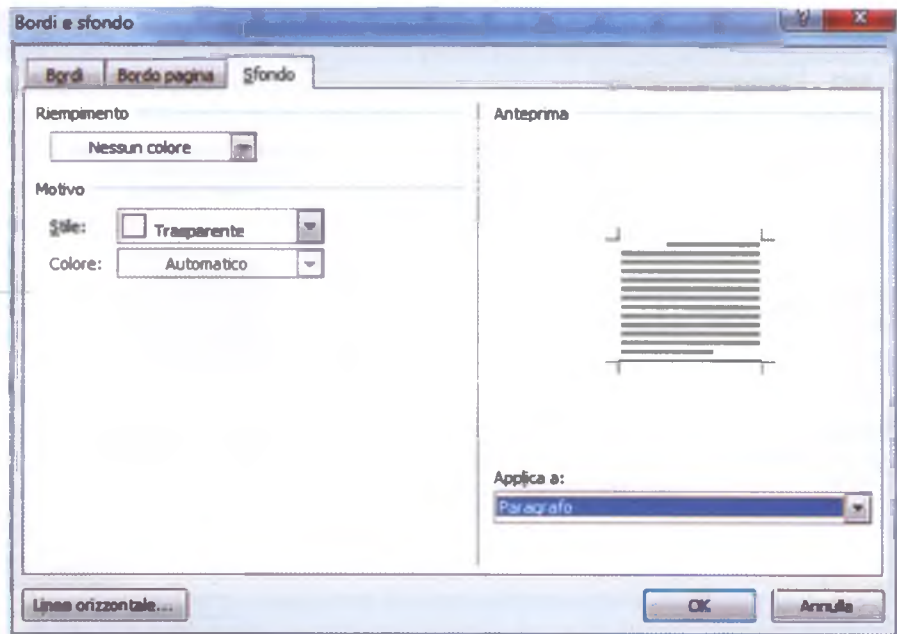 Bordi e sfondo
Bordi
Bordo pagina
Sfondo
Riempimento
Nessun colore
Motivo
Stile:
Trasparente
Colore:
Automatico
Anteprima
Applica a:
Paragrafo
Linea orizzontale...
OK
Annulla